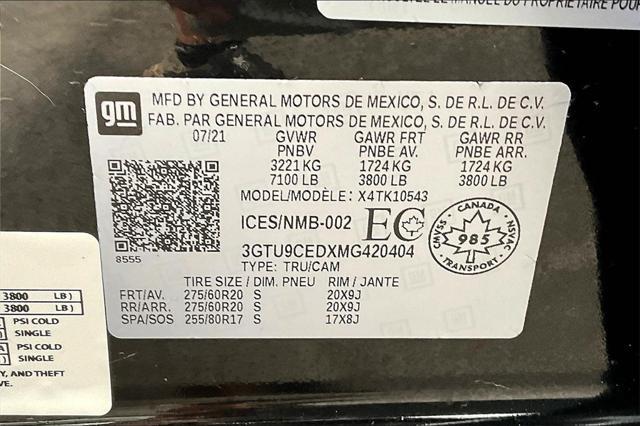 DU PROPRIÉTAIRE POUR
gm
MFD BY GENERAL MOTORS DE MEXICO, S. DE R.L. DE C.V.
FAB. PAR GENERAL MOTORS DE MEXICO, S. DE R.L. DE C.V.
07/21 GVWR GAWR FRT GAWR RR
PNBV PNBE AV. PNBE ARR.
3221 KG 1724 KG 1724 KG
7100 LB 3800 LB 3800 LB
MODEL/MODÈLE: X4TK10543
ICES/NMB-002 EC
3GTU9CEDXMG420404
TYPE: TRU/CAM
8555
CANADA
CMVSS 985 NSVAC
TRANSPORT
TIRE SIZE / DIM. PNEU RIM / JANTE
FRT/AV. 275/60R20 S 20X9J
RR/ARR. 275/60R20 S 20X9J
SPA/SOS 255/80R17 S 17X8J
3800 LB)
3800 LB)
PSI COLD
SINGLE
PSI COLD
SINGLE
Y, AND THEFT